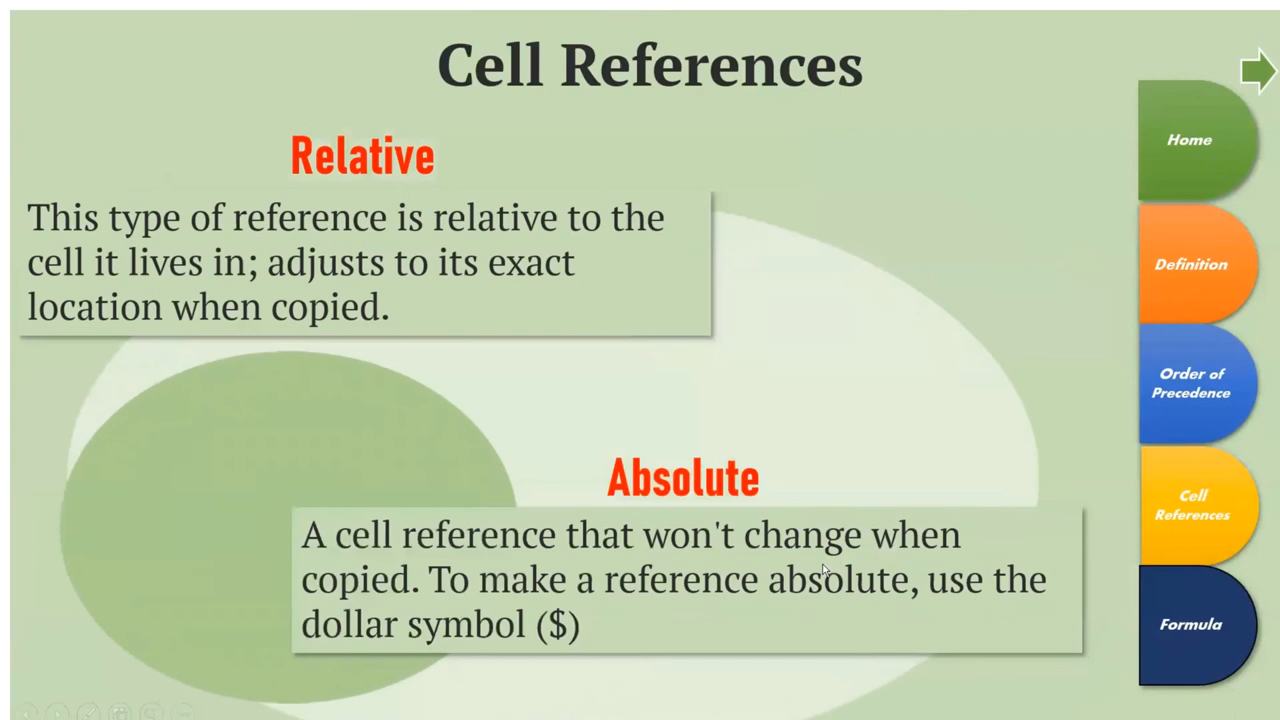 Cell References
Relative
This type of reference is relative to the
cell it lives in; adjusts to its exact
location when copied.
Absolute
A cell reference that won't change when
copied. To make a reference absolute, use the
dollar symbol ($)
Home
Definition
Order of
Precedence
Cell
References
Formula